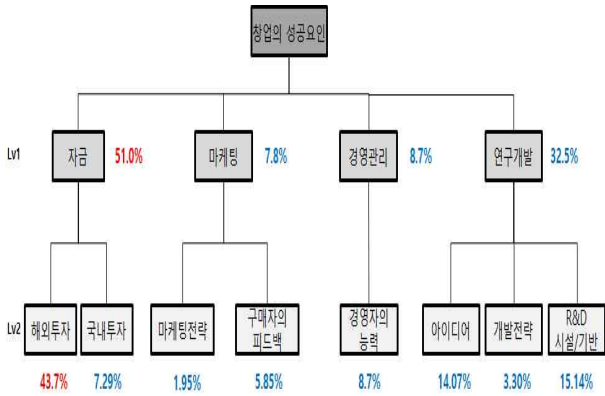 창업의 성공요인
Lv1
자금 51.0%
마케팅 7.8%
경영관리 8.7%
연구개발 32.5%
Lv2
해외투자
국내투자
마케팅전략
구매자의
피드백
경영자의
능력
아이디어
개발전략
R&D
시설/기반
43.7%
7.29%
1.95%
5.85%
8.7%
14.07%
3.30%
15.14%